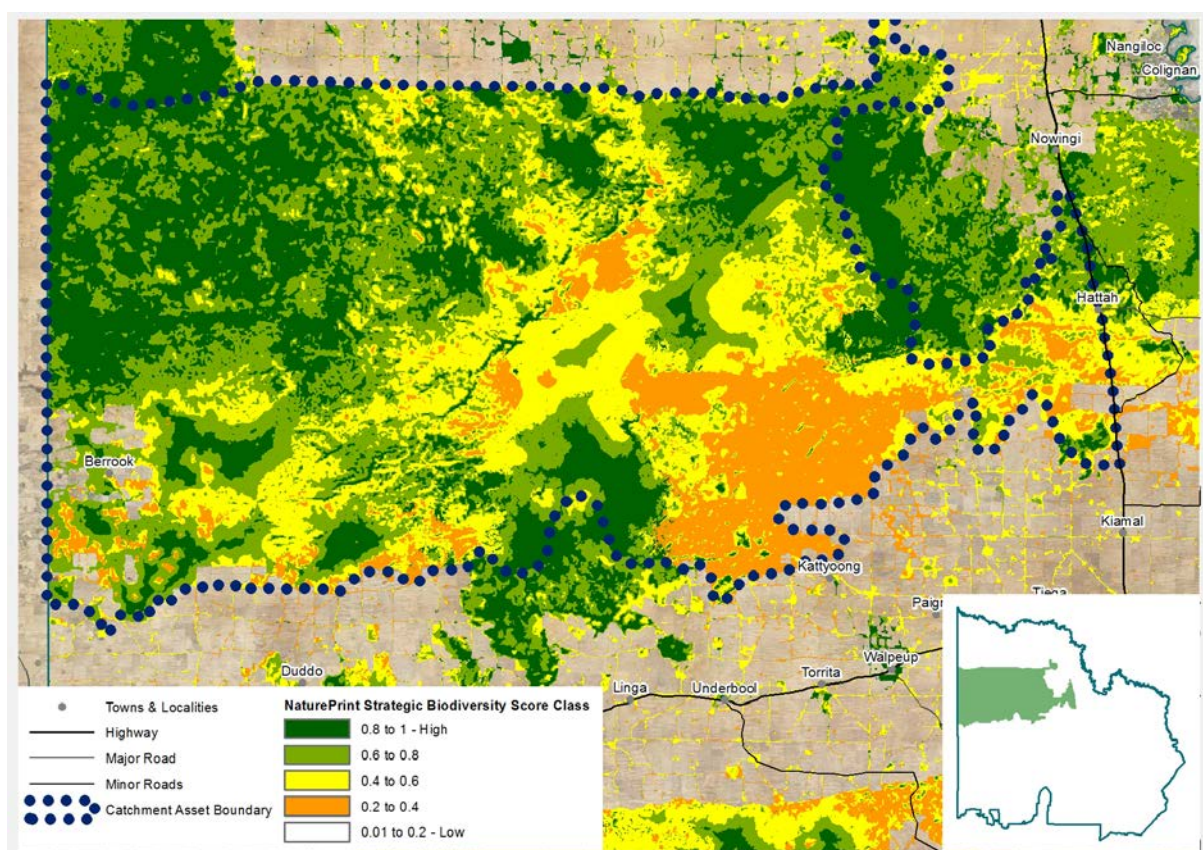 Nangiloc
Colignan
Nowingi
Hattah
Berrook
Kiamal
Kattyoong
Tiega
Duddo
Walpeup
Torrita
Linga
Underbool
Towns & Localities
Highway
Major Road
Minor Roads
Catchment Asset Boundary
NaturePrint Strategic Biodiversity Score Class
0.8 to 1 - High
0.6 to 0.8
0.4 to 0.6
0.2 to 0.4
0.01 to 0.2 - Low